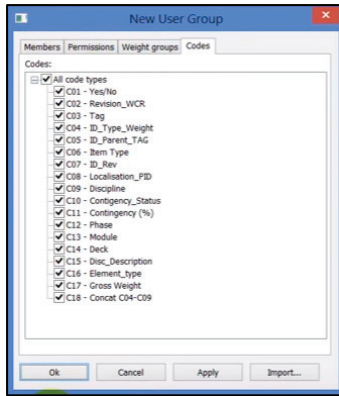 New User Group
Members Permissions Weight groups Codes
Codes:
All code types
C01 - Yes/No
C02 - Revision_WCR
C03 - Tag
C04 - ID_Type_Weight
C05 - ID_Parent_TAG
C06 - Item Type
C07 - ID_Rev
C08 - Localisation_PID
C09 - Discipline
C10 - Contigency_Status
C11 - Contingency (%)
C12 - Phase
C13 - Module
C14 - Deck
C15 - Disc_Description
C16 - Element_type
C17 - Gross Weight
C18 - Concat C04-C09
Ok Cancel Apply Import...